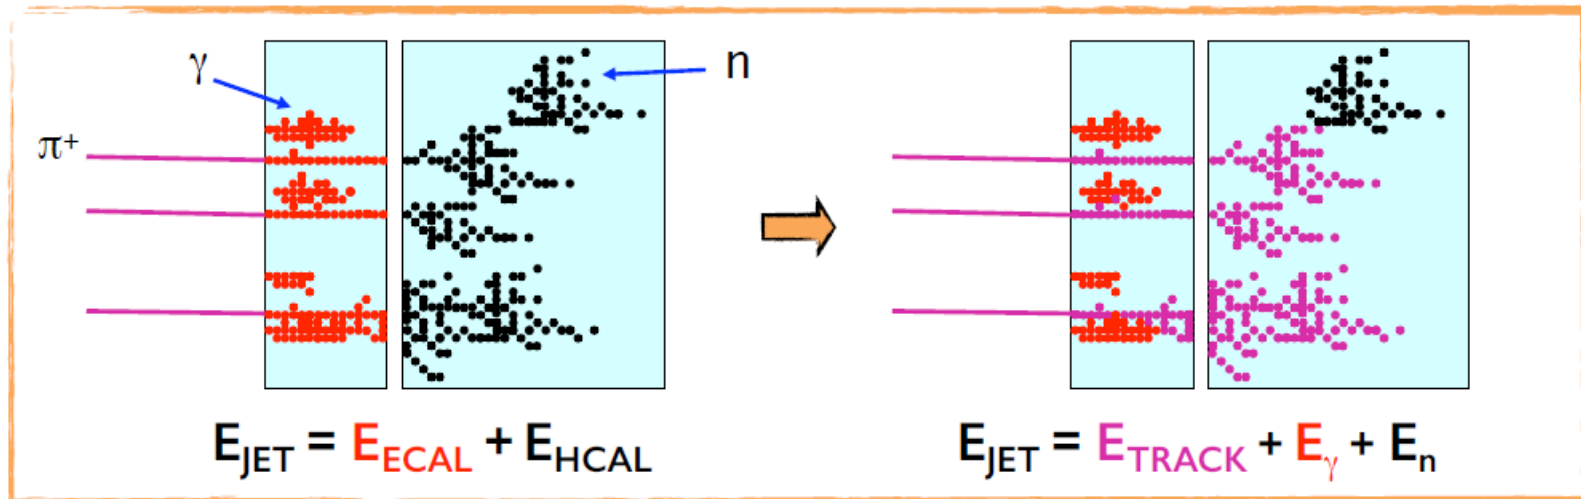 γ
n
π⁺
E_JET = E_ECAL + E_HCAL
E_JET = E_TRACK + E_γ + E_n